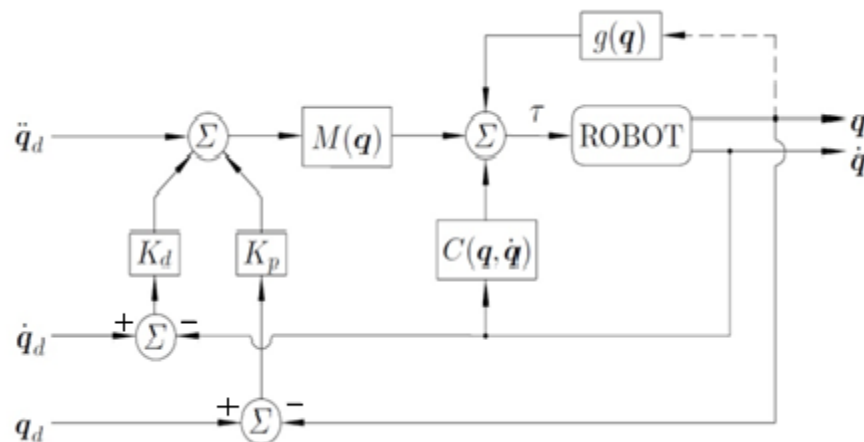 g(q)
q̈_d
Σ
M(q)
Σ
τ
ROBOT
q
q̇
K_d
K_p
C(q, q̇)
q̇_d
+
Σ
−
q_d
+
Σ
−